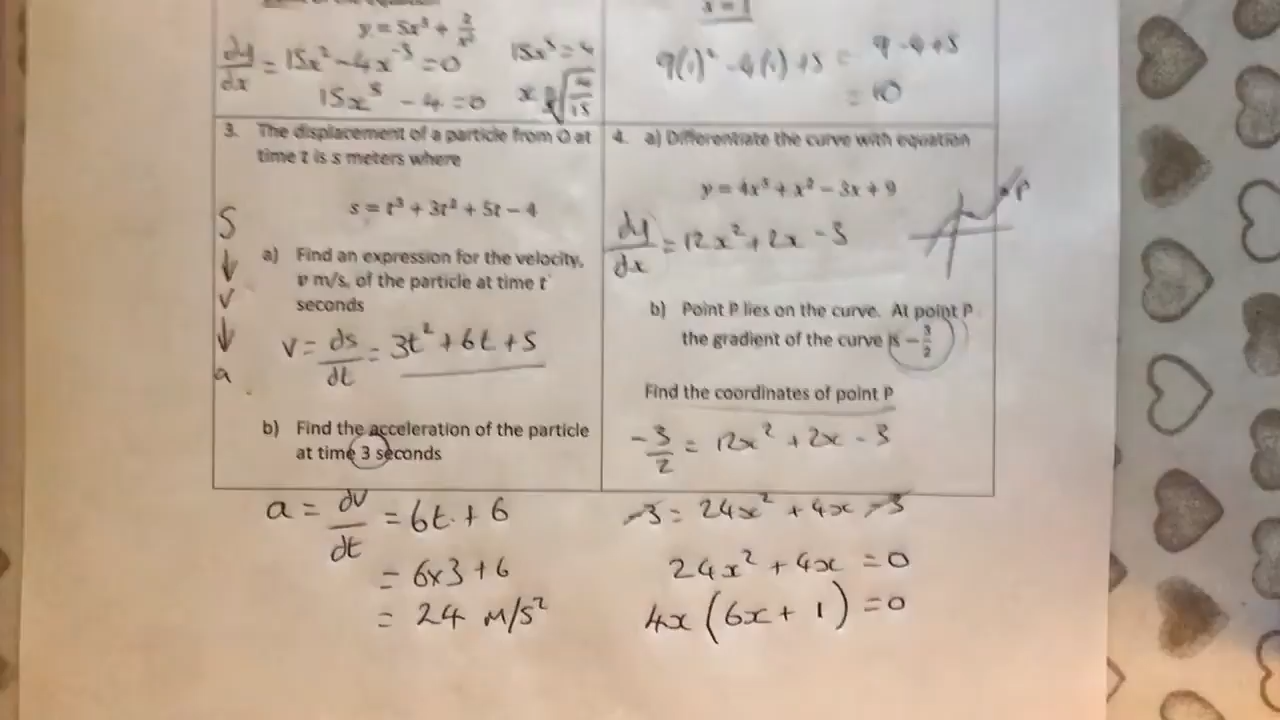 y = 5x³ + 2/x²
dy/dx = 15x² - 4x⁻³ = 0
15x⁵ = 4
15x⁵ - 4 = 0
9(1)² - 4(1) + 5 = 9 - 4 + 5
= 10
3. The displacement of a particle from O at
time t is s meters where
s = t³ + 3t² + 5t - 4
S
↓
v
↓
a
a) Find an expression for the velocity,
v m/s, of the particle at time t
seconds
v = ds/dt = 3t² + 6t + 5
b) Find the acceleration of the particle
at time 3 seconds
a = dv/dt = 6t + 6
= 6x3 + 6
= 24 m/s²
4. a) Differentiate the curve with equation
y = 4x³ + x² - 3x + 9
dy/dx = 12x² + 2x - 3
P
b) Point P lies on the curve. At point P
the gradient of the curve is - 3/2
Find the coordinates of point P
-3/2 = 12x² + 2x - 3
-3 = 24x² + 4x - 3
24x² + 4x = 0
4x (6x + 1) = 0